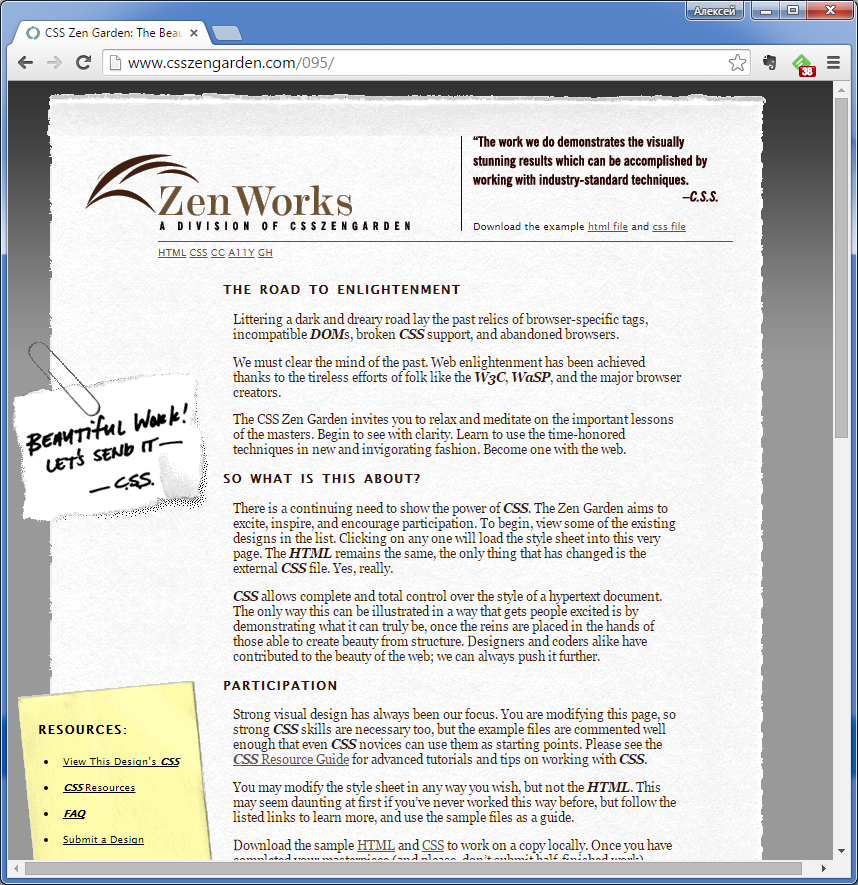 Алексей
CSS Zen Garden: The Beau
www.csszengarden.com/095/
38
ZenWorks
A DIVISION OF CSSZENGARDEN
“The work we do demonstrates the visually
stunning results which can be accomplished by
working with industry-standard techniques.
—C.S.S.
Download the example html file and css file
HTML CSS CC A11Y GH
THE ROAD TO ENLIGHTENMENT
Littering a dark and dreary road lay the past relics of browser-specific tags,
incompatible DOMs, broken CSS support, and abandoned browsers.
We must clear the mind of the past. Web enlightenment has been achieved
thanks to the tireless efforts of folk like the W3C, WaSP, and the major browser
creators.
The CSS Zen Garden invites you to relax and meditate on the important lessons
of the masters. Begin to see with clarity. Learn to use the time-honored
techniques in new and invigorating fashion. Become one with the web.
BEAUTIFUL WORK!
LET'S SEND IT —
— C.S.S.
SO WHAT IS THIS ABOUT?
There is a continuing need to show the power of CSS. The Zen Garden aims to
excite, inspire, and encourage participation. To begin, view some of the existing
designs in the list. Clicking on any one will load the style sheet into this very
page. The HTML remains the same, the only thing that has changed is the
external CSS file. Yes, really.
CSS allows complete and total control over the style of a hypertext document.
The only way this can be illustrated in a way that gets people excited is by
demonstrating what it can truly be, once the reins are placed in the hands of
those able to create beauty from structure. Designers and coders alike have
contributed to the beauty of the web; we can always push it further.
PARTICIPATION
Strong visual design has always been our focus. You are modifying this page, so
strong CSS skills are necessary too, but the example files are commented well
enough that even CSS novices can use them as starting points. Please see the
CSS Resource Guide for advanced tutorials and tips on working with CSS.
You may modify the style sheet in any way you wish, but not the HTML. This
may seem daunting at first if you’ve never worked this way before, but follow the
listed links to learn more, and use the sample files as a guide.
Download the sample HTML and CSS to work on a copy locally. Once you have
completed your masterpiece (and please, don’t submit half-finished work)
RESOURCES:
View This Design’s CSS
CSS Resources
FAQ
Submit a Design